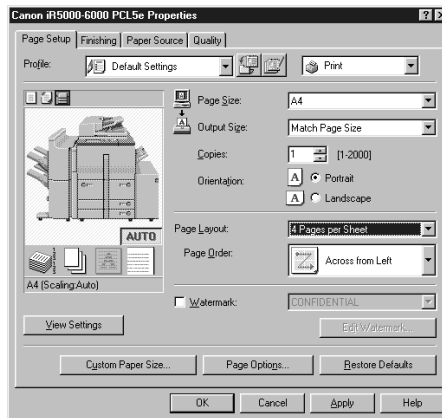 Canon iR5000-6000 PCL5e Properties
Page Setup Finishing Paper Source Quality
Profile: Default Settings Print
Page Size: A4
Output Size: Match Page Size
Copies: 1 [1-2000]
Orientation: A Portrait
A Landscape
AUTO
Page Layout: 4 Pages per Sheet
Page Order: Across from Left
A4 (Scaling:Auto)
Watermark: CONFIDENTIAL
View Settings Edit Watermark...
Custom Paper Size... Page Options... Restore Defaults
OK Cancel Apply Help